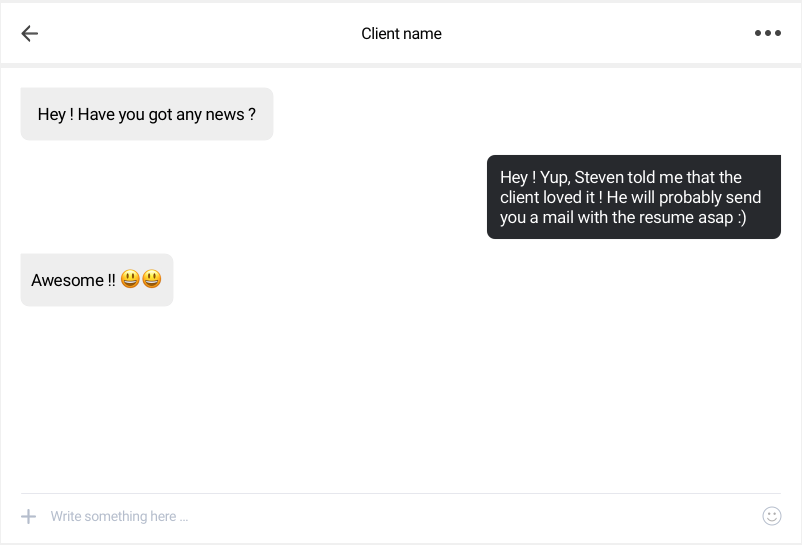 Client name
Hey ! Have you got any news ?
Hey ! Yup, Steven told me that the
client loved it ! He will probably send
you a mail with the resume asap :)
Awesome !! 😃😃
Write something here ...